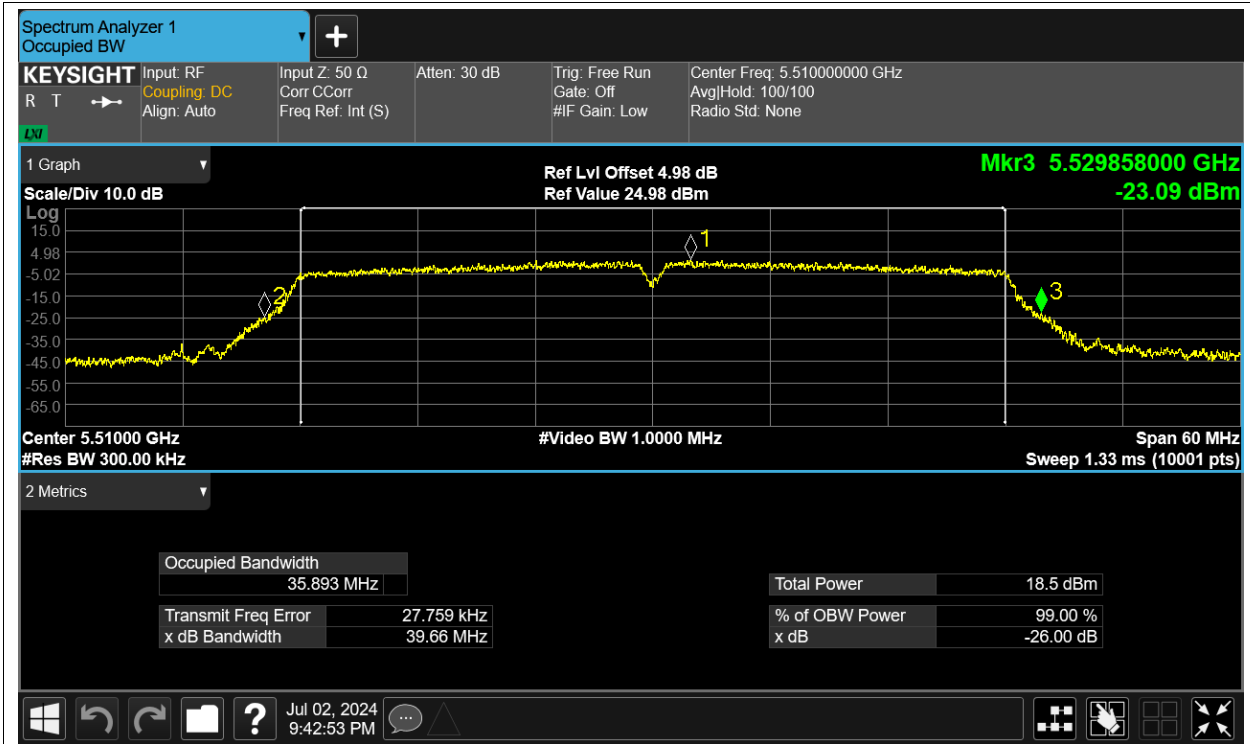 Spectrum Analyzer 1
Occupied BW
KEYSIGHT
R T
LXI
Input: RF
Coupling: DC
Align: Auto
Input Z: 50 Ω
Corr CCorr
Freq Ref: Int (S)
Atten: 30 dB
Trig: Free Run
Gate: Off
#IF Gain: Low
Center Freq: 5.510000000 GHz
Avg|Hold: 100/100
Radio Std: None
1 Graph
Scale/Div 10.0 dB
Ref Lvl Offset 4.98 dB
Ref Value 24.98 dBm
Mkr3 5.529858000 GHz
-23.09 dBm
Log
15.0
4.98
-5.02
-15.0
-25.0
-35.0
-45.0
-55.0
-65.0
1
2
3
Center 5.51000 GHz
#Res BW 300.00 kHz
#Video BW 1.0000 MHz
Span 60 MHz
Sweep 1.33 ms (10001 pts)
2 Metrics
Occupied Bandwidth
35.893 MHz
Transmit Freq Error 27.759 kHz
x dB Bandwidth 39.66 MHz
Total Power 18.5 dBm
% of OBW Power 99.00 %
x dB -26.00 dB
?
Jul 02, 2024
9:42:53 PM